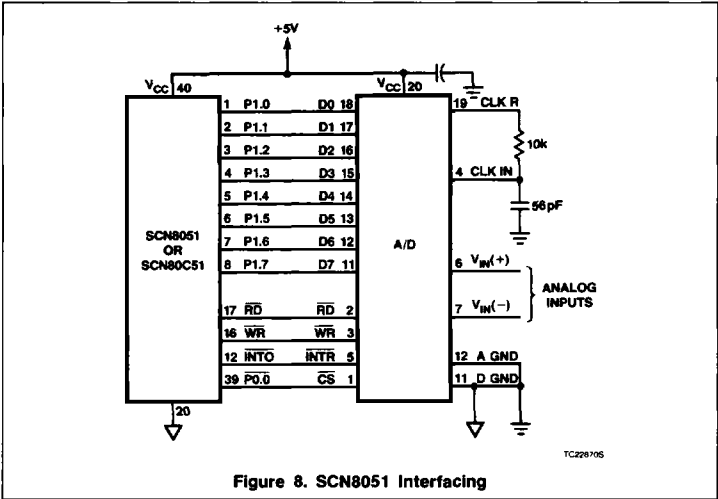 +5V
VCC 40
VCC 20
1 P1.0 D0 18
19 CLK R
2 P1.1 D1 17
10k
3 P1.2 D2 16
4 P1.3 D3 15
4 CLK IN
5 P1.4 D4 14
56pF
6 P1.5 D5 13
SCN8051
OR
SCN80C51
A/D
7 P1.6 D6 12
8 P1.7 D7 11
6 VIN(+)
ANALOG
INPUTS
7 VIN(−)
17 RD RD 2
16 WR WR 3
12 INTO INTR 5
12 A GND
39 P0.0 CS 1
11 D GND
20
TC22870S
Figure 8. SCN8051 Interfacing